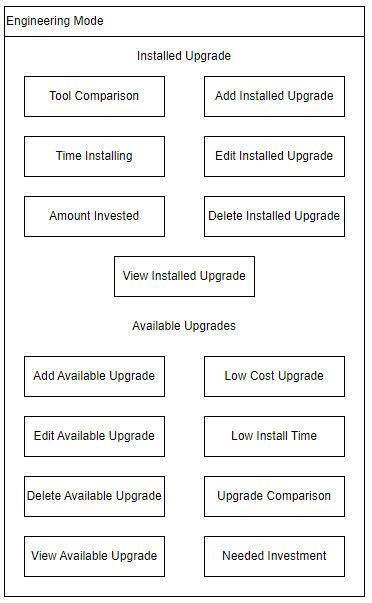 Engineering Mode
Installed Upgrade
Tool Comparison
Add Installed Upgrade
Time Installing
Edit Installed Upgrade
Amount Invested
Delete Installed Upgrade
View Installed Upgrade
Available Upgrades
Add Available Upgrade
Low Cost Upgrade
Edit Available Upgrade
Low Install Time
Delete Available Upgrade
Upgrade Comparison
View Available Upgrade
Needed Investment